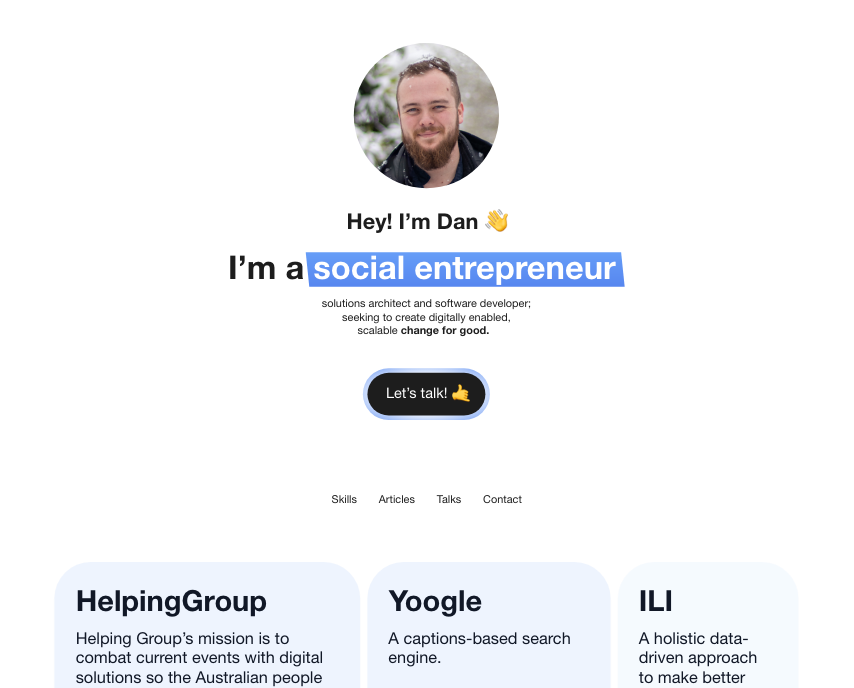 Hey! I’m Dan 👋
I’m a social entrepreneur
solutions architect and software developer;
seeking to create digitally enabled,
scalable change for good.
Let’s talk! 🤙
Skills Articles Talks Contact
HelpingGroup
Helping Group’s mission is to
combat current events with digital
solutions so the Australian people
Yoogle
A captions-based search
engine.
ILI
A holistic data-
driven approach
to make better